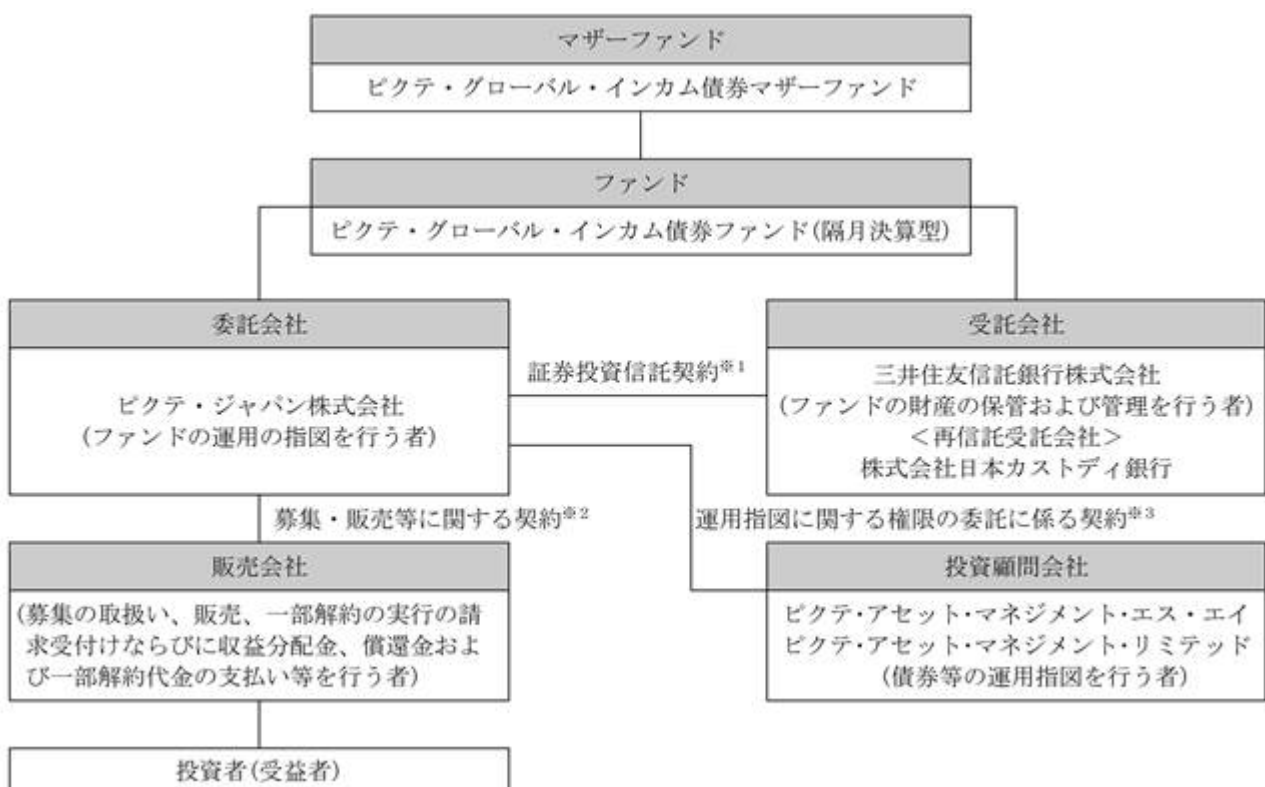 マザーファンド
ピクテ・グローバル・インカム債券マザーファンド
ファンド
ピクテ・グローバル・インカム債券ファンド(隔月決算型)
委託会社
ピクテ・ジャパン株式会社
(ファンドの運用の指図を行う者)
証券投資信託契約※1
受託会社
三井住友信託銀行株式会社
(ファンドの財産の保管および管理を行う者)
<再信託受託会社>
株式会社日本カストディ銀行
募集・販売等に関する契約※2
運用指図に関する権限の委託に係る契約※3
販売会社
(募集の取扱い、販売、一部解約の実行の請
求受付けならびに収益分配金、償還金およ
び一部解約代金の支払い等を行う者)
投資顧問会社
ピクテ・アセット・マネジメント・エス・エイ
ピクテ・アセット・マネジメント・リミテッド
(債券等の運用指図を行う者)
投資者(受益者)